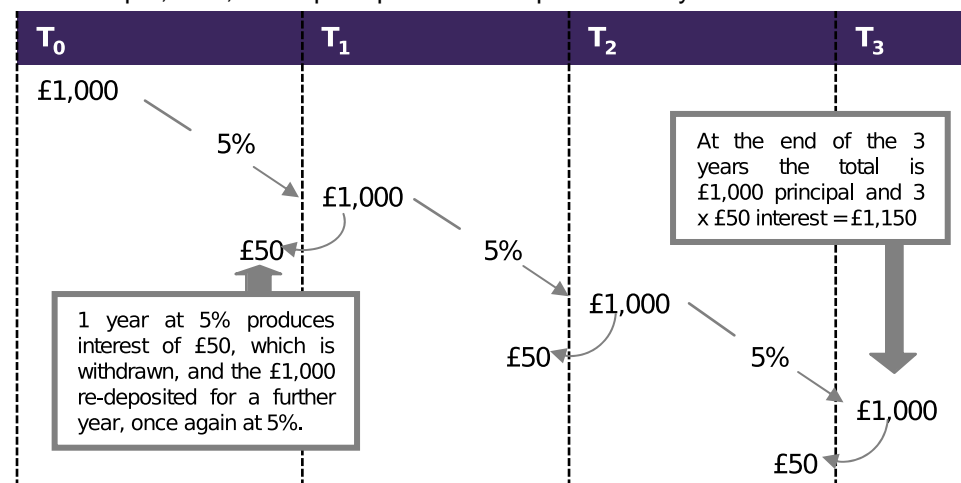 T0 T1 T2 T3
£1,000
5%
£1,000
£50
1 year at 5% produces
interest of £50, which is
withdrawn, and the £1,000
re-deposited for a further
year, once again at 5%.
5%
£1,000
£50
5%
£1,000
£50
At the end of the 3
years the total is
£1,000 principal and 3
x £50 interest = £1,150